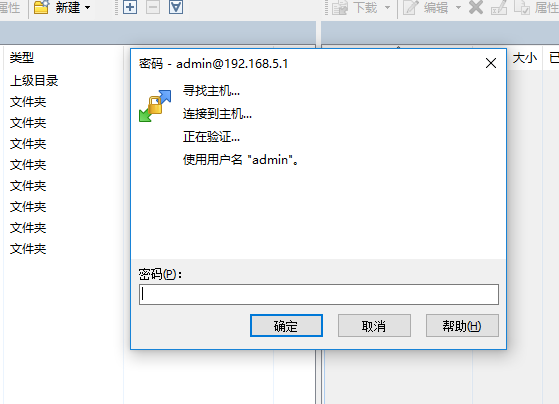 属性 新建 下载 编辑 属性
类型 大小 已
上级目录
文件夹
文件夹
文件夹
文件夹
文件夹
文件夹
文件夹
文件夹
密码 - admin@192.168.5.1
寻找主机...
连接到主机...
正在验证...
使用用户名 "admin"。
密码(P):
确定 取消 帮助(H)